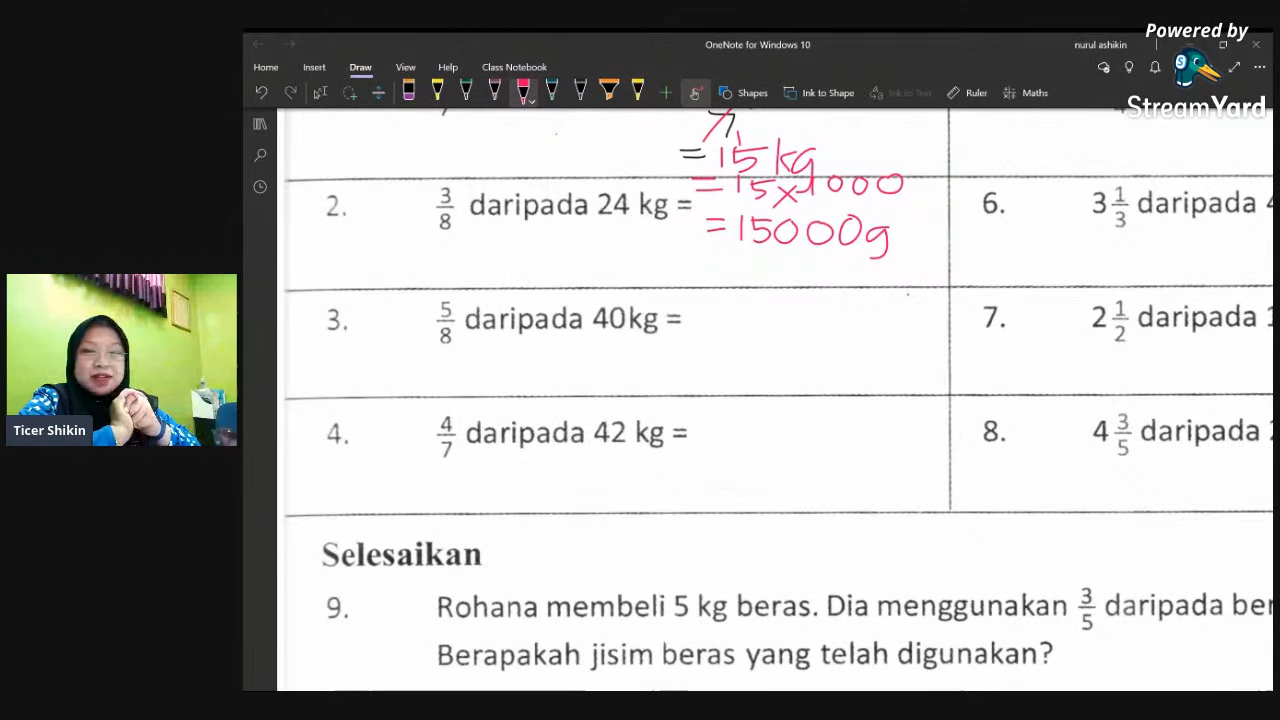 Powered by
StreamYard
OneNote for Windows 10
nurul ashikin
Home Insert Draw View Help Class Notebook
Shapes Ink to Shape Ink to Text Ruler Maths
= 15 kg
= 15 x 1000
2. 3/8 daripada 24 kg =
= 15000g
6. 3 1/3 daripada 4
3. 5/8 daripada 40kg =
7. 2 1/2 daripada
4. 4/7 daripada 42 kg =
8. 4 3/5 daripada
Ticer Shikin
Selesaikan
9. Rohana membeli 5 kg beras. Dia menggunakan 3/5 daripada ber
Berapakah jisim beras yang telah digunakan?